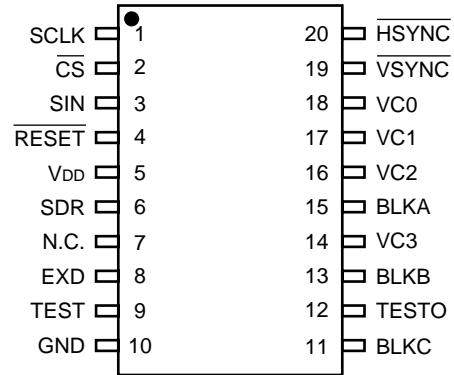 SCLK 1 20 HSYNC
CS 2 19 VSYNC
SIN 3 18 VC0
RESET 4 17 VC1
VDD 5 16 VC2
SDR 6 15 BLKA
N.C. 7 14 VC3
EXD 8 13 BLKB
TEST 9 12 TESTO
GND 10 11 BLKC